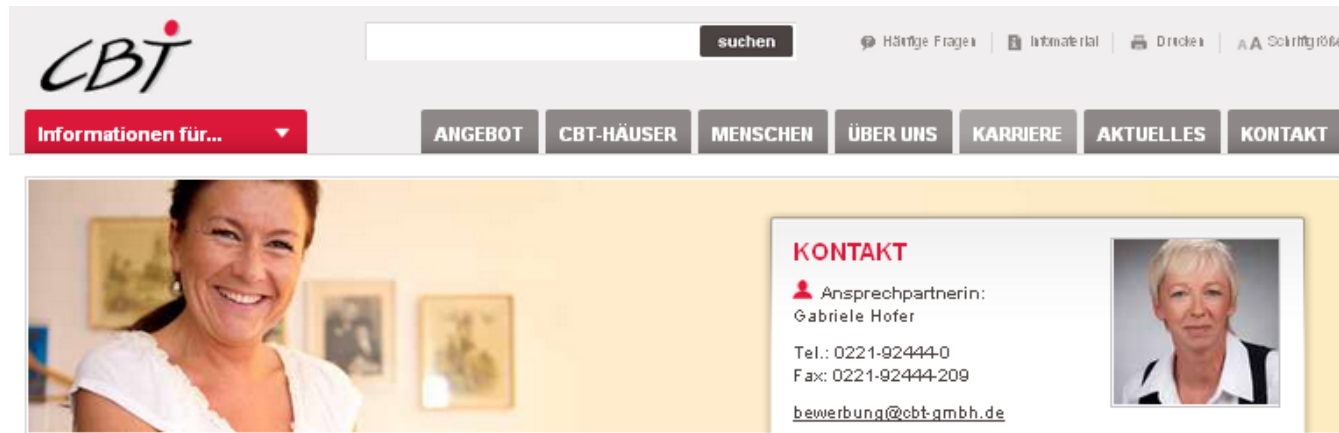 CBT
suchen
Häufige Fragen
Infomaterial
Drucken
AA Schriftgröße
Informationen für...
ANGEBOT
CBT-HÄUSER
MENSCHEN
ÜBER UNS
KARRIERE
AKTUELLES
KONTAKT
KONTAKT
Ansprechpartnerin:
Gabriele Hofer
Tel.: 0221-92444-0
Fax: 0221-92444-209
bewerbung@cbt-gmbh.de